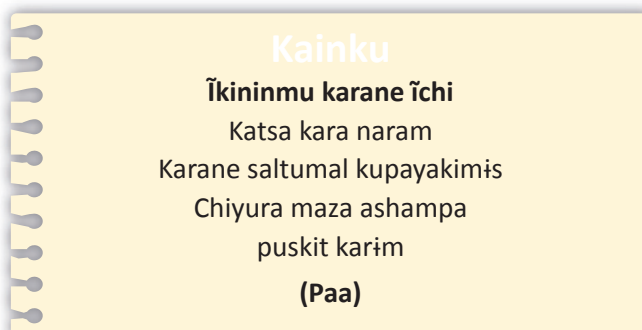 Kainku
Ĩkininmu karane ĩchi
Katsa kara naram
Karane saltumal kupayakimɨs
Chiyura maza ashampa
puskit karɨm
(Paa)